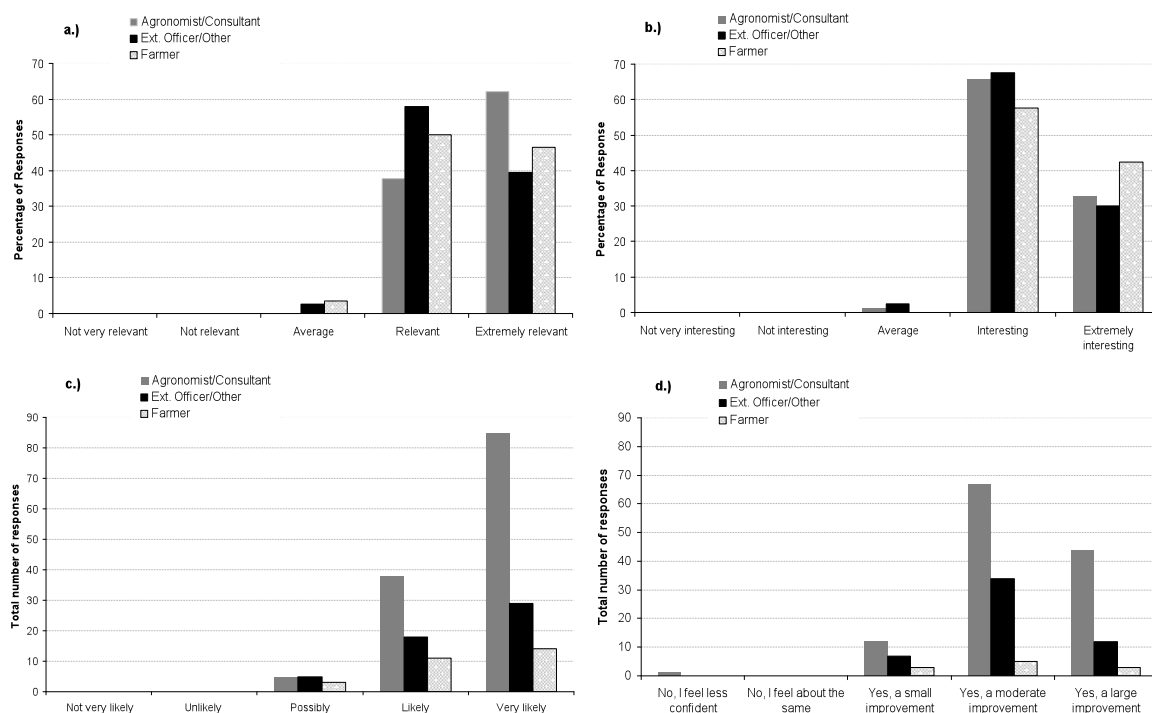 a.)
Agronomist/Consultant
Ext. Officer/Other
Farmer
Percentage of Responses
70
60
50
40
30
20
10
0
Not very relevant
Not relevant
Average
Relevant
Extremely relevant
b.)
Agronomist/Consultant
Ext. Officer/Other
Farmer
Percentage of Response
70
60
50
40
30
20
10
0
Not very interesting
Not interesting
Average
Interesting
Extremely
interesting
c.)
Agronomist/Consultant
Ext. Officer/Other
Farmer
Total number of responses
90
80
70
60
50
40
30
20
10
0
Not very likely
Unlikely
Possibly
Likely
Very likely
d.)
Agronomist/Consultant
Ext. Officer/Other
Farmer
Total number of responses
90
80
70
60
50
40
30
20
10
0
No, I feel less
confident
No, I feel about the
same
Yes, a small
improvement
Yes, a moderate
improvement
Yes, a large
improvement